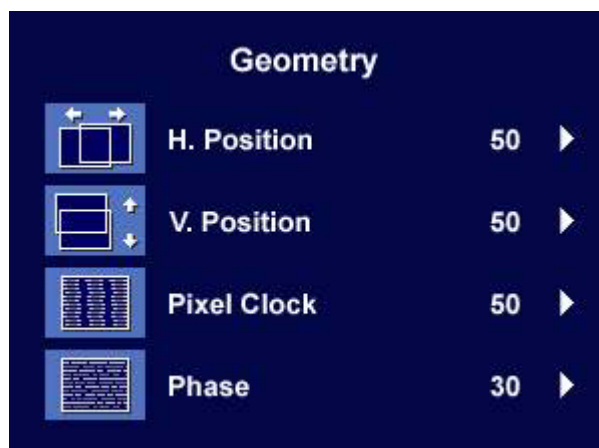 Geometry
H. Position 50
V. Position 50
Pixel Clock 50
Phase 30